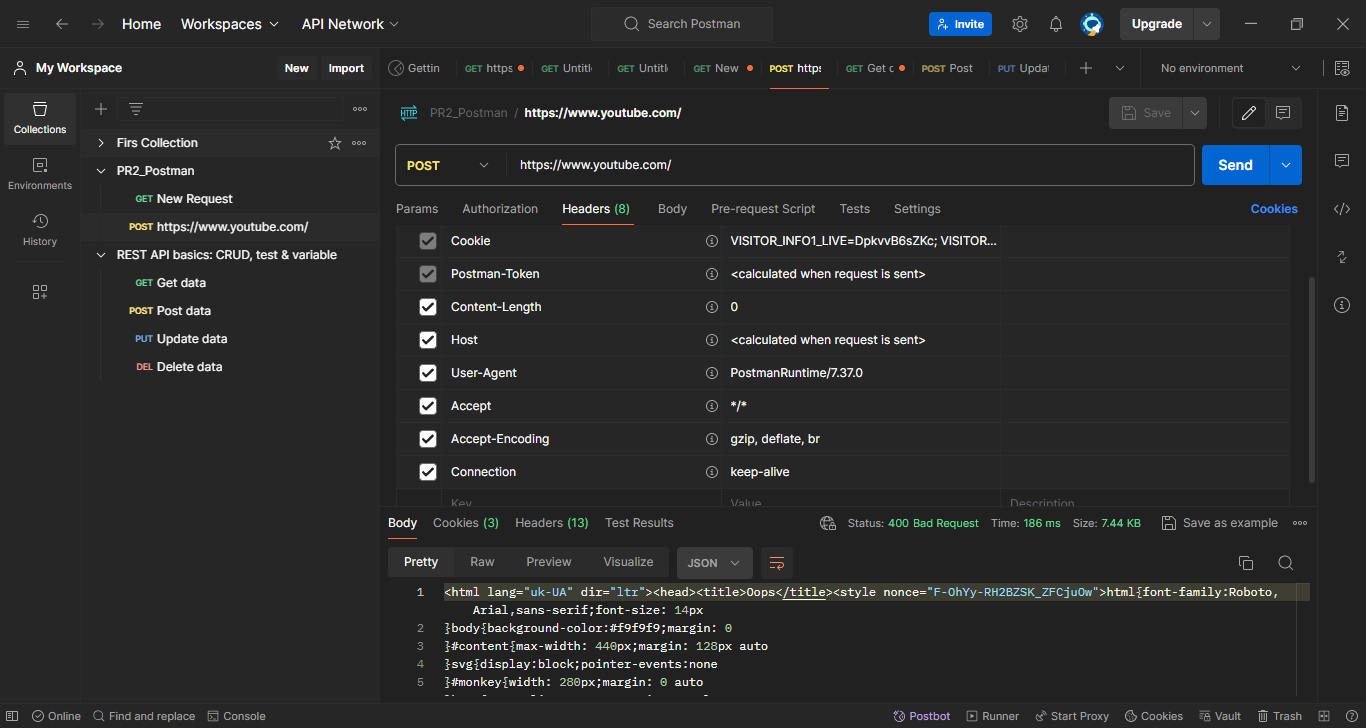 Home Workspaces API Network Search Postman Invite Upgrade
My Workspace New Import GET Gettin GET https GET Untitl GET Untitl GET New POST https GET Get c POST Post PUT Updat No environment
Collections
Environments
History
Firs Collection
PR2_Postman
GET New Request
POST https://www.youtube.com/
REST API basics: CRUD, test & variable
GET Get data
POST Post data
PUT Update data
DEL Delete data
HTTP PR2_Postman / https://www.youtube.com/ Save
POST https://www.youtube.com/ Send
Params Authorization Headers (8) Body Pre-request Script Tests Settings Cookies
Cookie VISITOR_INFO1_LIVE=DpkvvB6sZKc; VISITOR...
Postman-Token <calculated when request is sent>
Content-Length 0
Host <calculated when request is sent>
User-Agent PostmanRuntime/7.37.0
Accept */*
Accept-Encoding gzip, deflate, br
Connection keep-alive
Key Value Description
Body Cookies (3) Headers (13) Test Results Status: 400 Bad Request Time: 186 ms Size: 7.44 KB Save as example
Pretty Raw Preview Visualize JSON
1 <html lang="uk-UA" dir="ltr"><head><title>Oops</title><style nonce="F-OhYy-RH2BZSK_ZFCjuOw">html{font-family:Roboto,
Arial,sans-serif;font-size: 14px
2 }body{background-color:#f9f9f9;margin: 0
3 }#content{max-width: 440px;margin: 128px auto
4 }svg{display:block;pointer-events:none
5 }#monkey{width: 280px;margin: 0 auto
Online Find and replace Console Postbot Runner Start Proxy Cookies Vault Trash